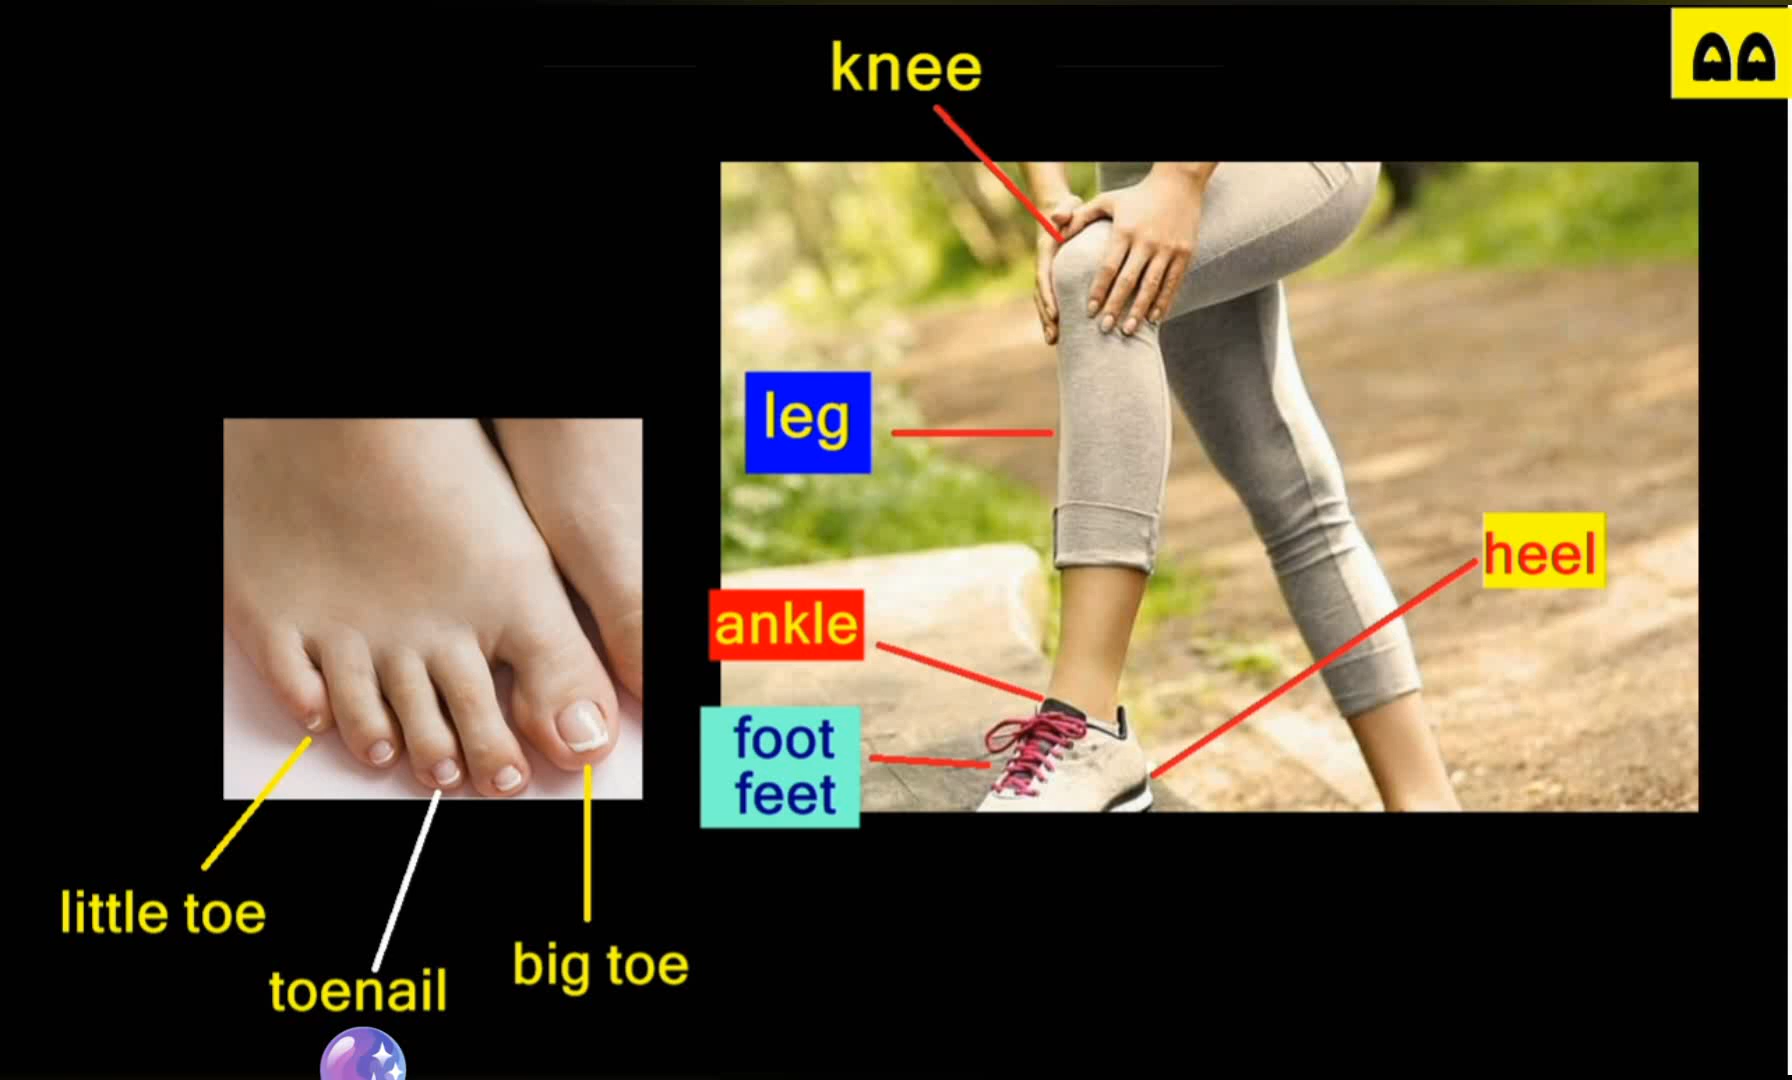 knee
leg
heel
ankle
foot
feet
little toe
big toe
toenail